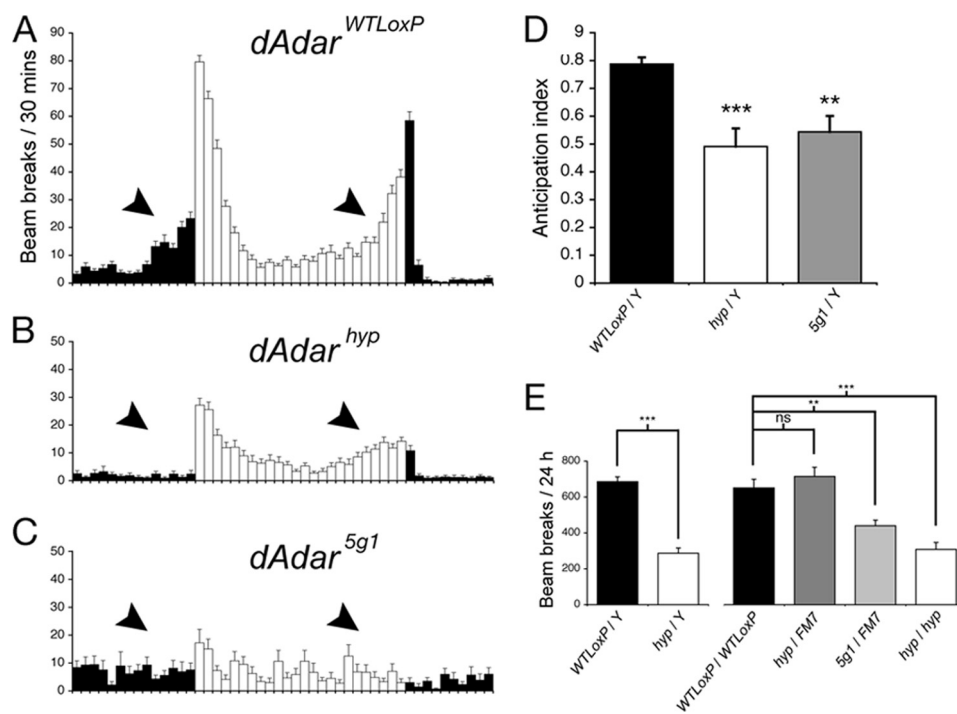 A
dAdar WTLoxP
Beam breaks / 30 mins
90
80
70
60
50
40
30
20
10
0
B
dAdar hyp
50
40
30
20
10
0
C
dAdar 5g1
50
40
30
20
10
0
D
Anticipation index
0.9
0.8
0.7
0.6
0.5
0.4
0.3
0.2
0.1
0
***
**
WTLoxP / Y
hyp / Y
5g1 / Y
E
Beam breaks / 24 h
800
600
400
200
0
***
***
**
ns
WTLoxP / Y
hyp / Y
WTLoxP / WTLoxP
hyp / FM7
5g1 / FM7
hyp / hyp